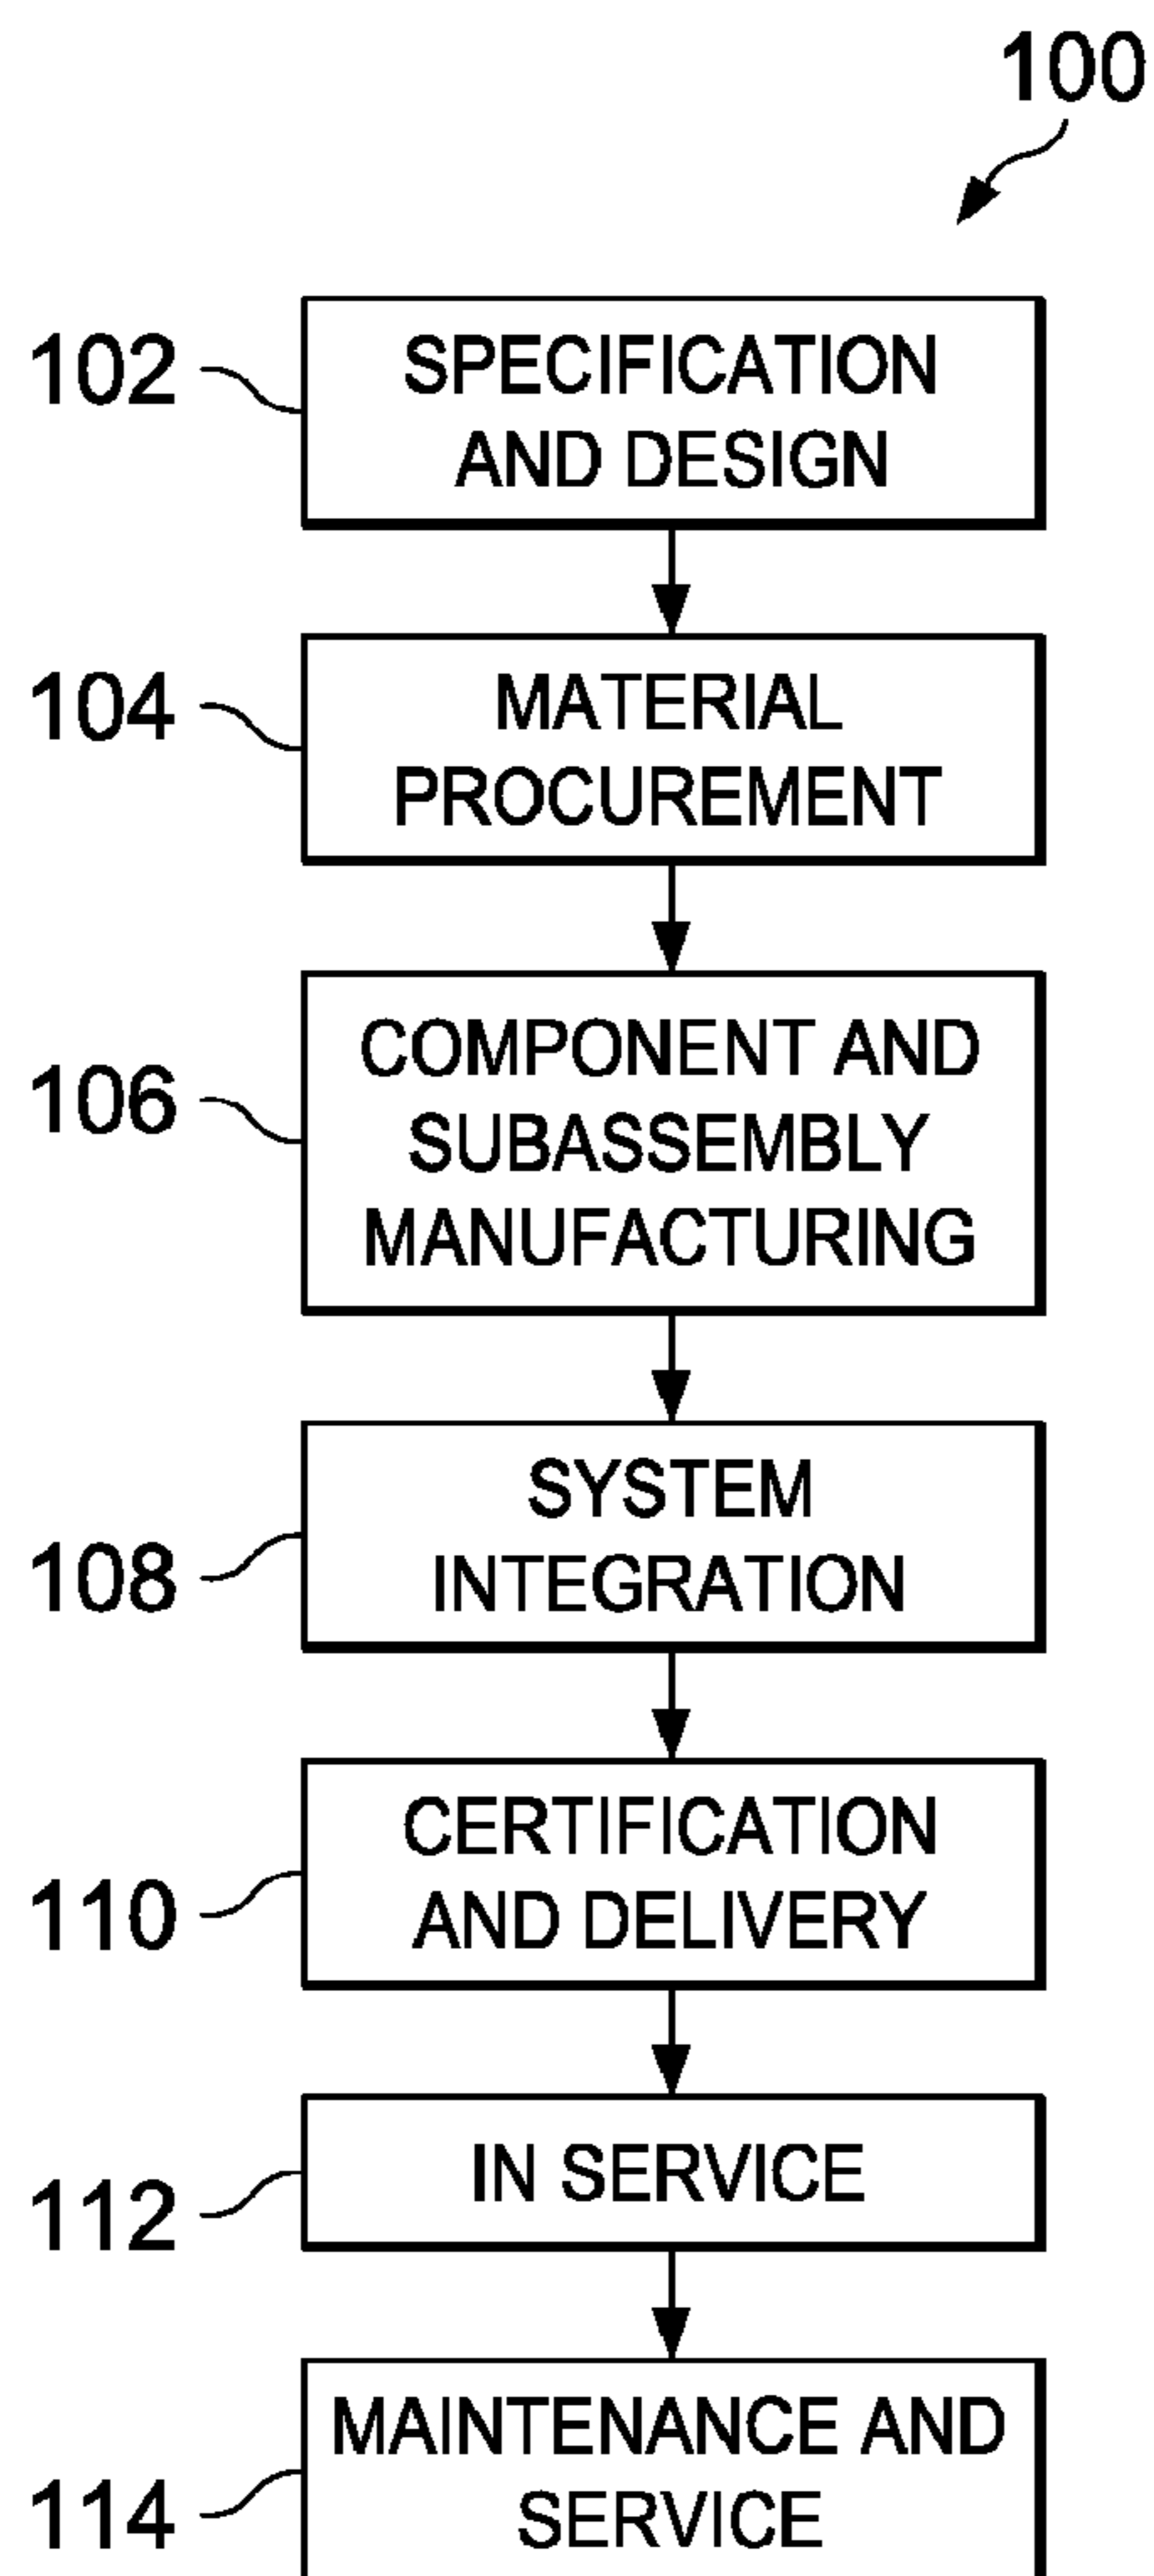 100
102
SPECIFICATION
AND DESIGN
104
MATERIAL
PROCUREMENT
106
COMPONENT AND
SUBASSEMBLY
MANUFACTURING
108
SYSTEM
INTEGRATION
110
CERTIFICATION
AND DELIVERY
112
IN SERVICE
114
MAINTENANCE AND
SERVICE